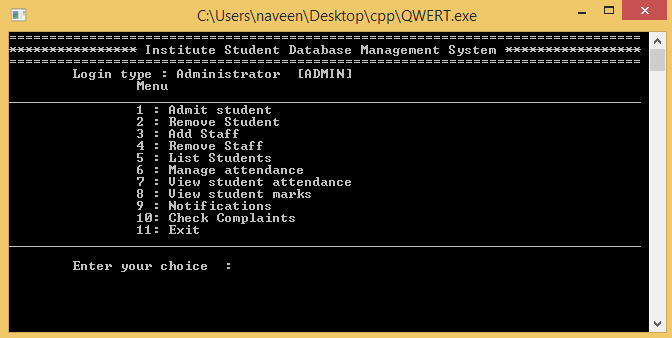 C:\Users\naveen\Desktop\cpp\QWERT.exe
===============================================================================
**************** Institute Student Database Management System *****************
===============================================================================
Login type : Administrator [ADMIN]
Menu
1 : Admit student
2 : Remove Student
3 : Add Staff
4 : Remove Staff
5 : List Students
6 : Manage attendance
7 : View student attendance
8 : View student marks
9 : Notifications
10: Check Complaints
11: Exit
Enter your choice :